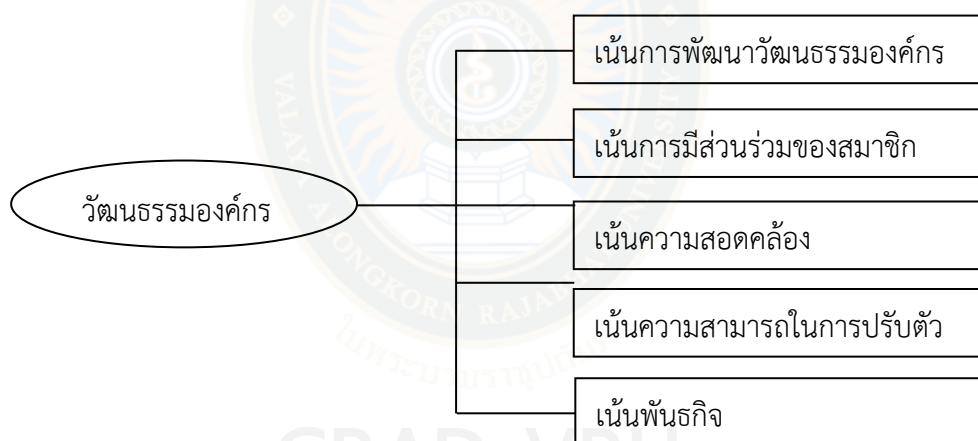 เน้นการพัฒนาวัฒนธรรมองค์กร
เน้นการมีส่วนร่วมของสมาชิก
วัฒนธรรมองค์กร
เน้นความสอดคล้อง
เน้นความสามารถในการปรับตัว
เน้นพันธกิจ
VALAY
ONGKORN
GRAD VRU